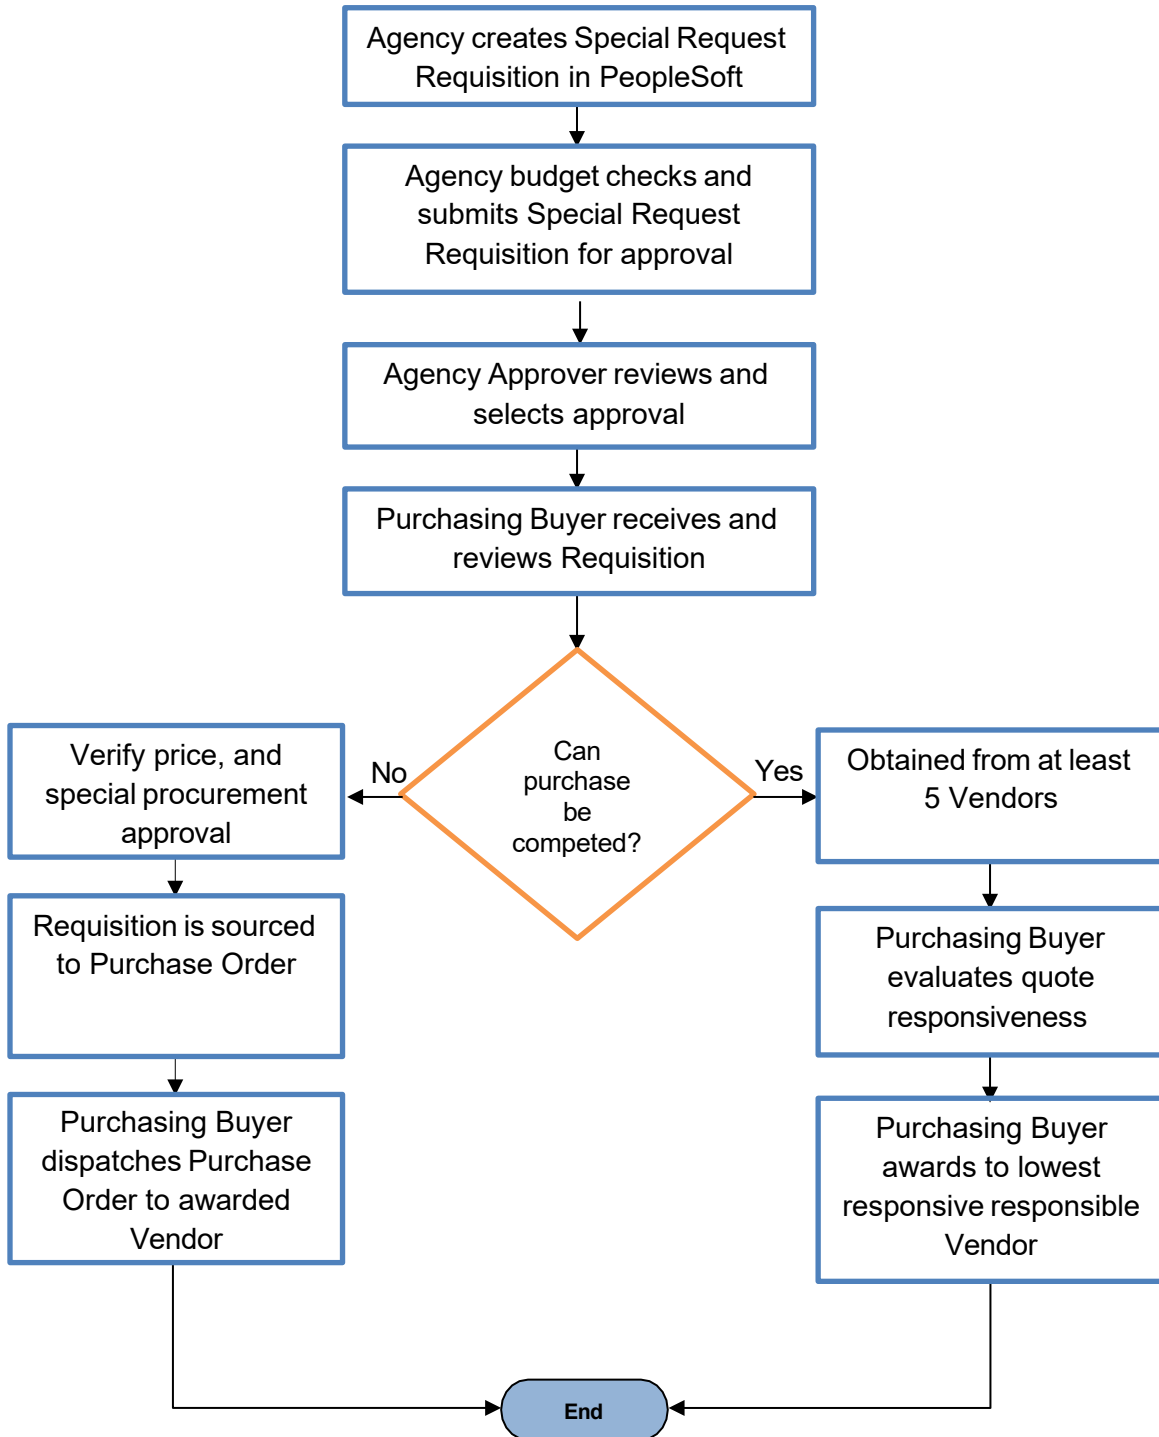 Agency creates Special Request
Requisition in PeopleSoft
Agency budget checks and
submits Special Request
Requisition for approval
Agency Approver reviews and
selects approval
Purchasing Buyer receives and
reviews Requisition
Can
purchase
be
competed?
No
Yes
Verify price, and
special procurement
approval
Requisition is sourced
to Purchase Order
Purchasing Buyer
dispatches Purchase
Order to awarded
Vendor
Obtained from at least
5 Vendors
Purchasing Buyer
evaluates quote
responsiveness
Purchasing Buyer
awards to lowest
responsive responsible
Vendor
End